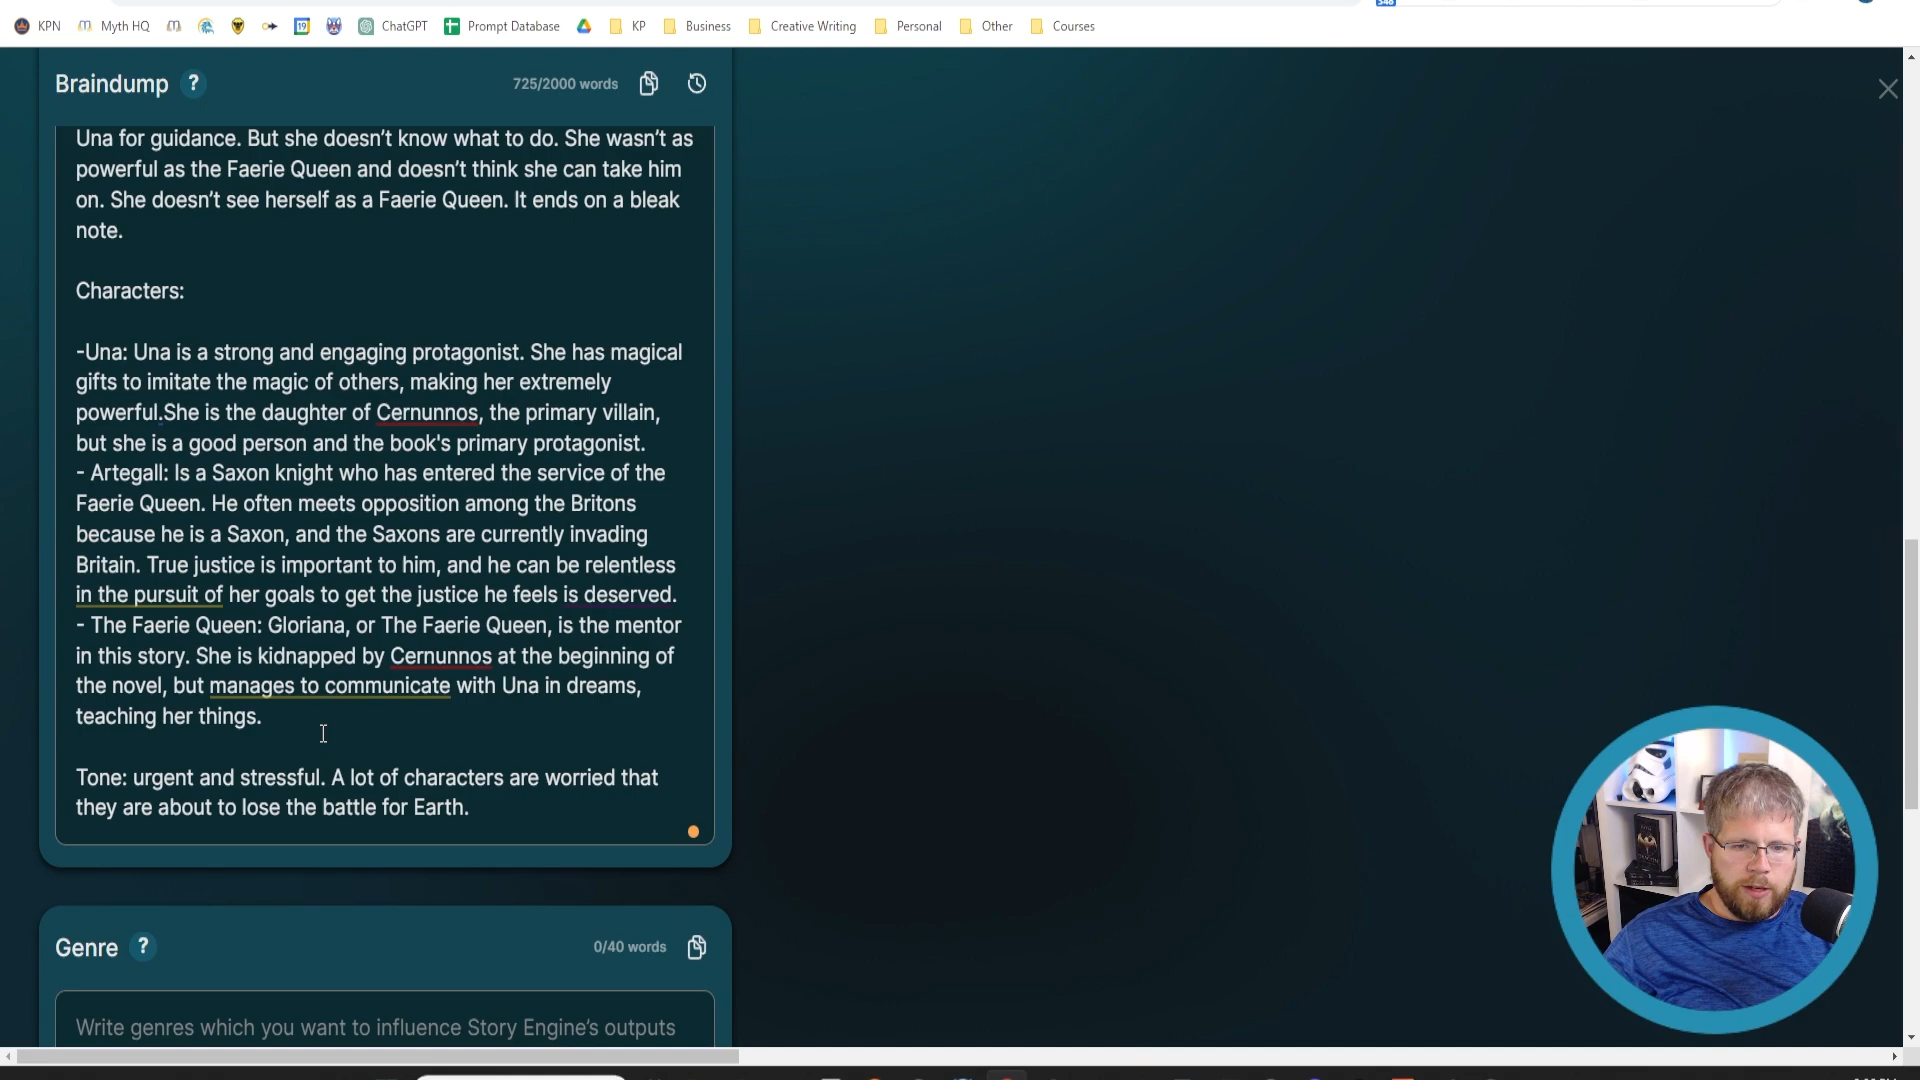 KPN Myth HQ ChatGPT Prompt Database KP Business Creative Writing Personal Other Courses
Braindump ? 725/2000 words
Una for guidance. But she doesn’t know what to do. She wasn’t as
powerful as the Faerie Queen and doesn’t think she can take him
on. She doesn’t see herself as a Faerie Queen. It ends on a bleak
note.
Characters:
-Una: Una is a strong and engaging protagonist. She has magical
gifts to imitate the magic of others, making her extremely
powerful.She is the daughter of Cernunnos, the primary villain,
but she is a good person and the book's primary protagonist.
- Artegall: Is a Saxon knight who has entered the service of the
Faerie Queen. He often meets opposition among the Britons
because he is a Saxon, and the Saxons are currently invading
Britain. True justice is important to him, and he can be relentless
in the pursuit of her goals to get the justice he feels is deserved.
- The Faerie Queen: Gloriana, or The Faerie Queen, is the mentor
in this story. She is kidnapped by Cernunnos at the beginning of
the novel, but manages to communicate with Una in dreams,
teaching her things.
Tone: urgent and stressful. A lot of characters are worried that
they are about to lose the battle for Earth.
Genre ? 0/40 words
Write genres which you want to influence Story Engine’s outputs